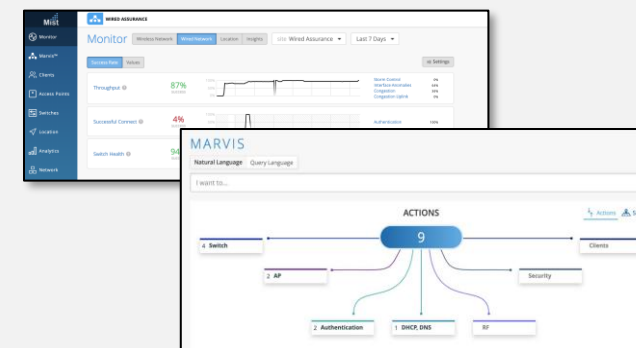 Mist
WIRED ASSURANCE
Monitor
Wireless Network Wired Network Location Insights site Wired Assurance Last 7 Days
Success Rate Values Settings
Monitor
Marvis
Clients
Access Points
Switches
Location
Analytics
Network
Throughput 87% success
Storm Control
Interface Anomalies
Congestion
Congestion Uplink
Successful Connect 4% success
Authentication 100%
Switch Health 94
MARVIS
Natural Language Query Language
I want to...
ACTIONS
Actions
9
4 Switch
Clients
2 AP
Security
2 Authentication
1 DHCP, DNS
RF